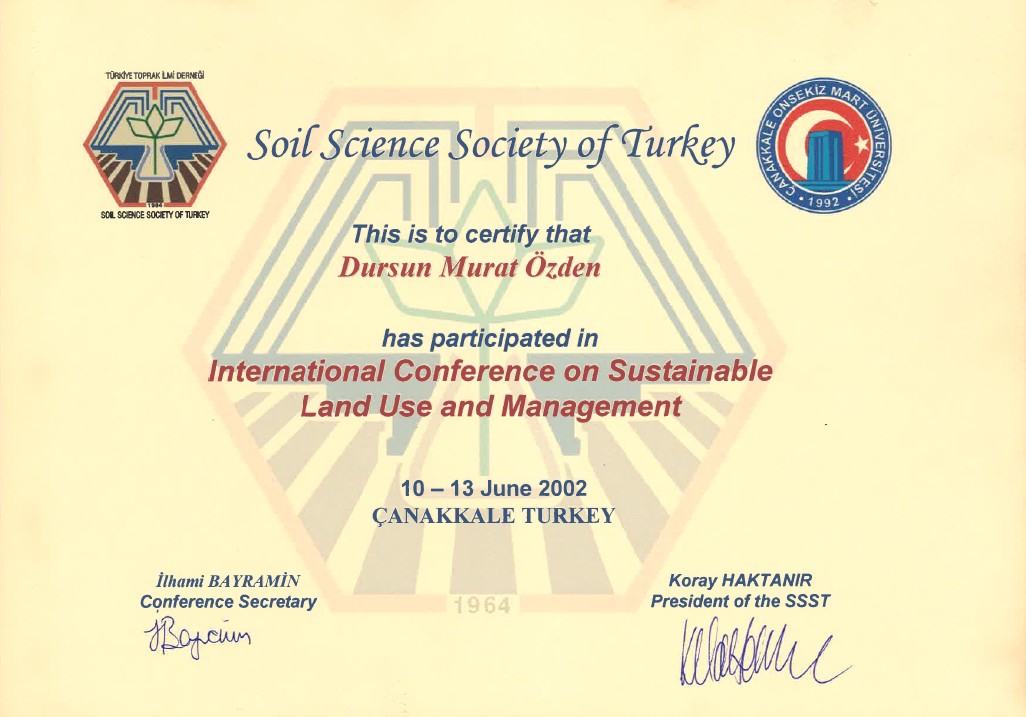 TÜRKİYE TOPRAK İLMİ DERNEĞİ
1964
SOIL SCIENCE SOCIETY OF TURKEY
Soil Science Society of Turkey
ÇANAKKALE ONSEKİZ MART ÜNİVERSİTESİ
• 1992 •
This is to certify that
Dursun Murat Özden
has participated in
International Conference on Sustainable
Land Use and Management
10 – 13 June 2002
ÇANAKKALE TURKEY
İlhami BAYRAMİN
Conference Secretary
Koray HAKTANIR
President of the SSST
1964